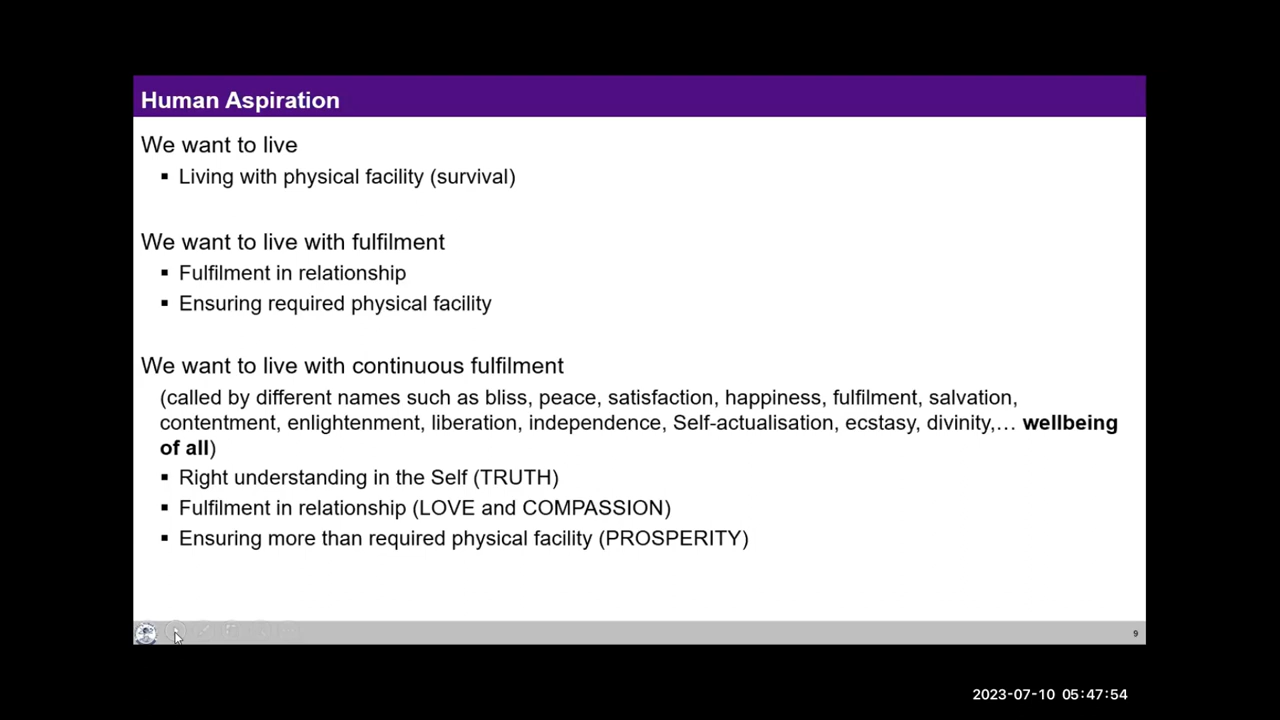 Human Aspiration
We want to live
▪ Living with physical facility (survival)
We want to live with fulfilment
▪ Fulfilment in relationship
▪ Ensuring required physical facility
We want to live with continuous fulfilment
(called by different names such as bliss, peace, satisfaction, happiness, fulfilment, salvation,
contentment, enlightenment, liberation, independence, Self-actualisation, ecstasy, divinity,… wellbeing
of all)
▪ Right understanding in the Self (TRUTH)
▪ Fulfilment in relationship (LOVE and COMPASSION)
▪ Ensuring more than required physical facility (PROSPERITY)
9
2023-07-10 05:47:54